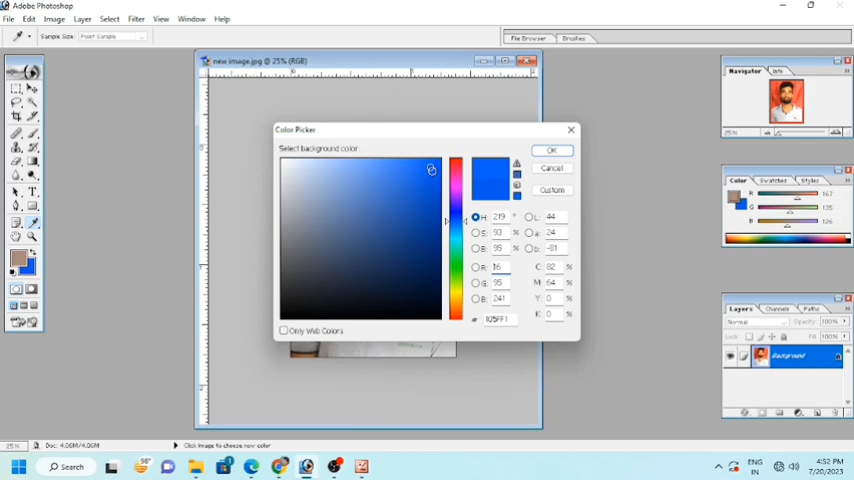 Adobe Photoshop
File Edit Image Layer Select Filter View Window Help
Sample Size: Point Sample
File Browser Brushes
new image.jpg @ 25% (RGB)
Navigator Info
25%
Color Picker
Select background color:
OK
Cancel
Custom
H: 219 ° L: 44
S: 93 % a: 24
B: 95 % b: -81
R: 16 C: 82 %
G: 95 M: 64 %
B: 241 Y: 0 %
# 105FF1 K: 0 %
Only Web Colors
Color Swatches Styles
R 167
G 135
B 126
Layers Channels Paths
Normal Opacity: 100%
Lock: Fill: 100%
Background
25% Doc: 4.06M/4.06M Click image to choose new color
98°
Search
ENG
IN
4:52 PM
7/20/2023